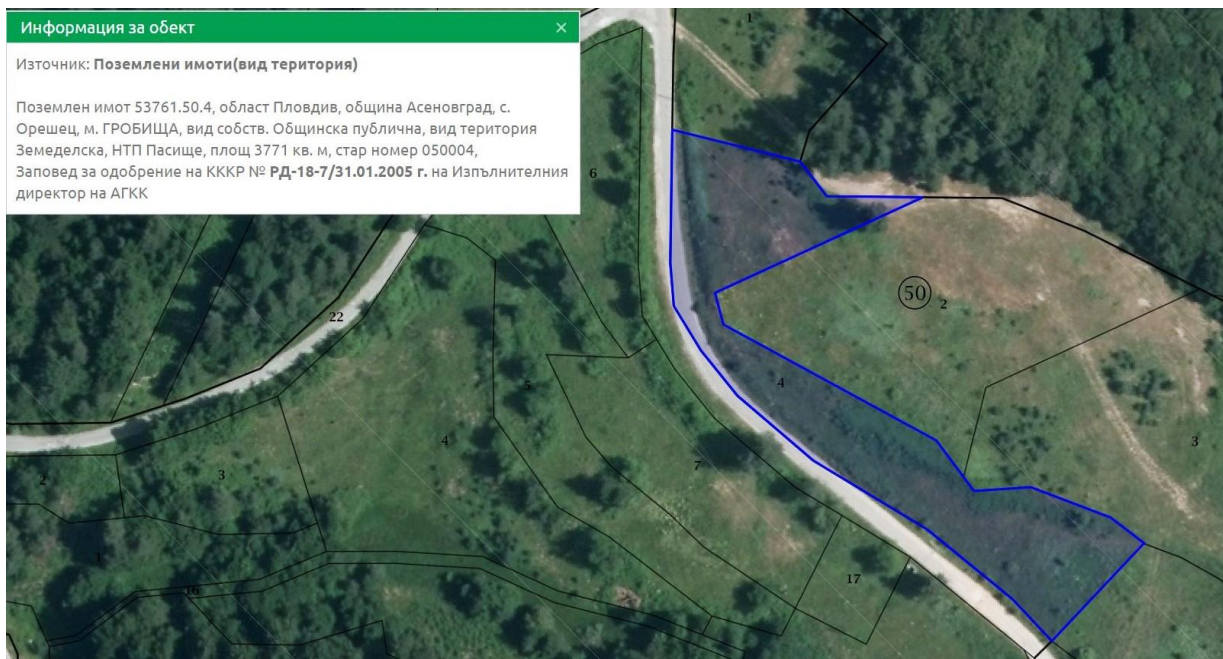 Информация за обект ×
Източник: Поземлени имоти(вид територия)
Поземлен имот 53761.50.4, област Пловдив, община Асеновград, с.
Орешец, м. ГРОБИЩА, вид собств. Общинска публична, вид територия
Земеделска, НТП Пасище, площ 3771 кв. м, стар номер 050004,
Заповед за одобрение на КККР № РД-18-7/31.01.2005 г. на Изпълнителния
директор на АГКК
1
6
50
2
22
4
5
4
3
7
3
2
1
17
16